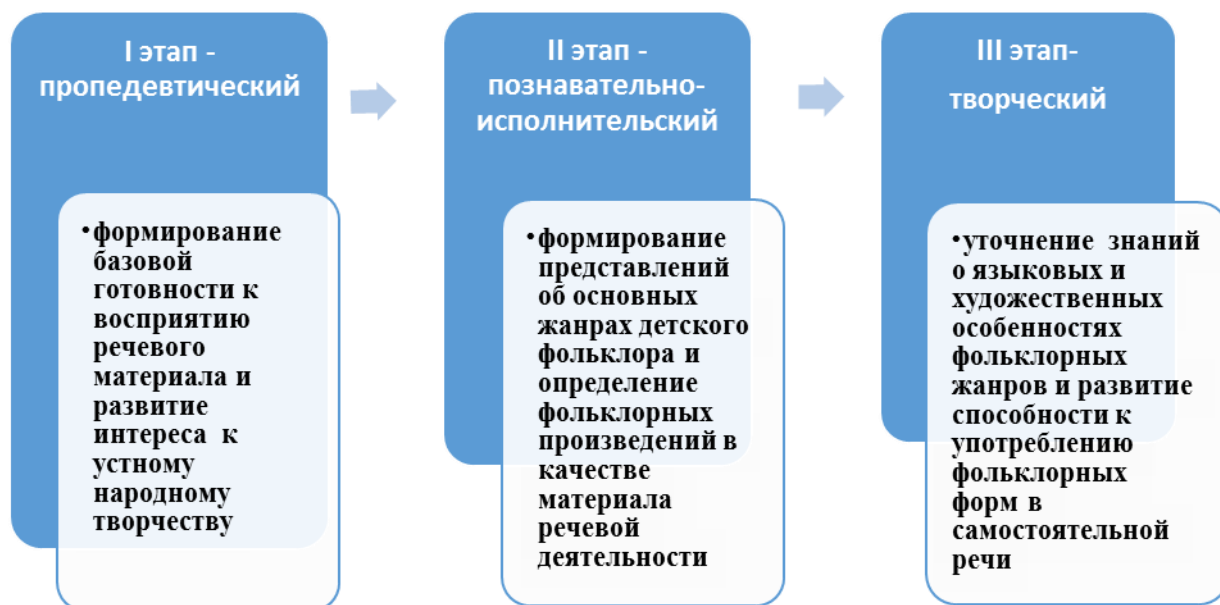 I этап -
пропедевтический
•формирование
базовой
готовности к
восприятию
речевого
материала и
развитие
интереса к
устному
народному
творчеству
II этап -
познавательно-
исполнительский
•формирование
представлений
об основных
жанрах детского
фольклора и
определение
фольклорных
произведений в
качестве
материала
речевой
деятельности
III этап-
творческий
•уточнение знаний
о языковых и
художественных
особенностях
фольклорных
жанров и развитие
способности к
употреблению
фольклорных
форм в
самостоятельной
речи